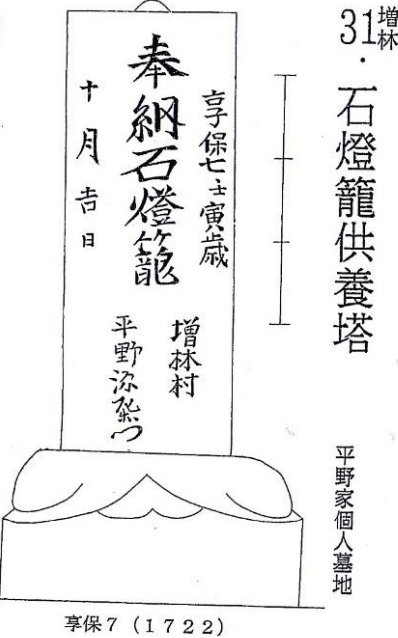 増林
31・石燈籠供養塔
平野家個人墓地
享保七壬寅歳
奉納石燈籠
十月吉日
増林村
平野弥
享保7 (1722)